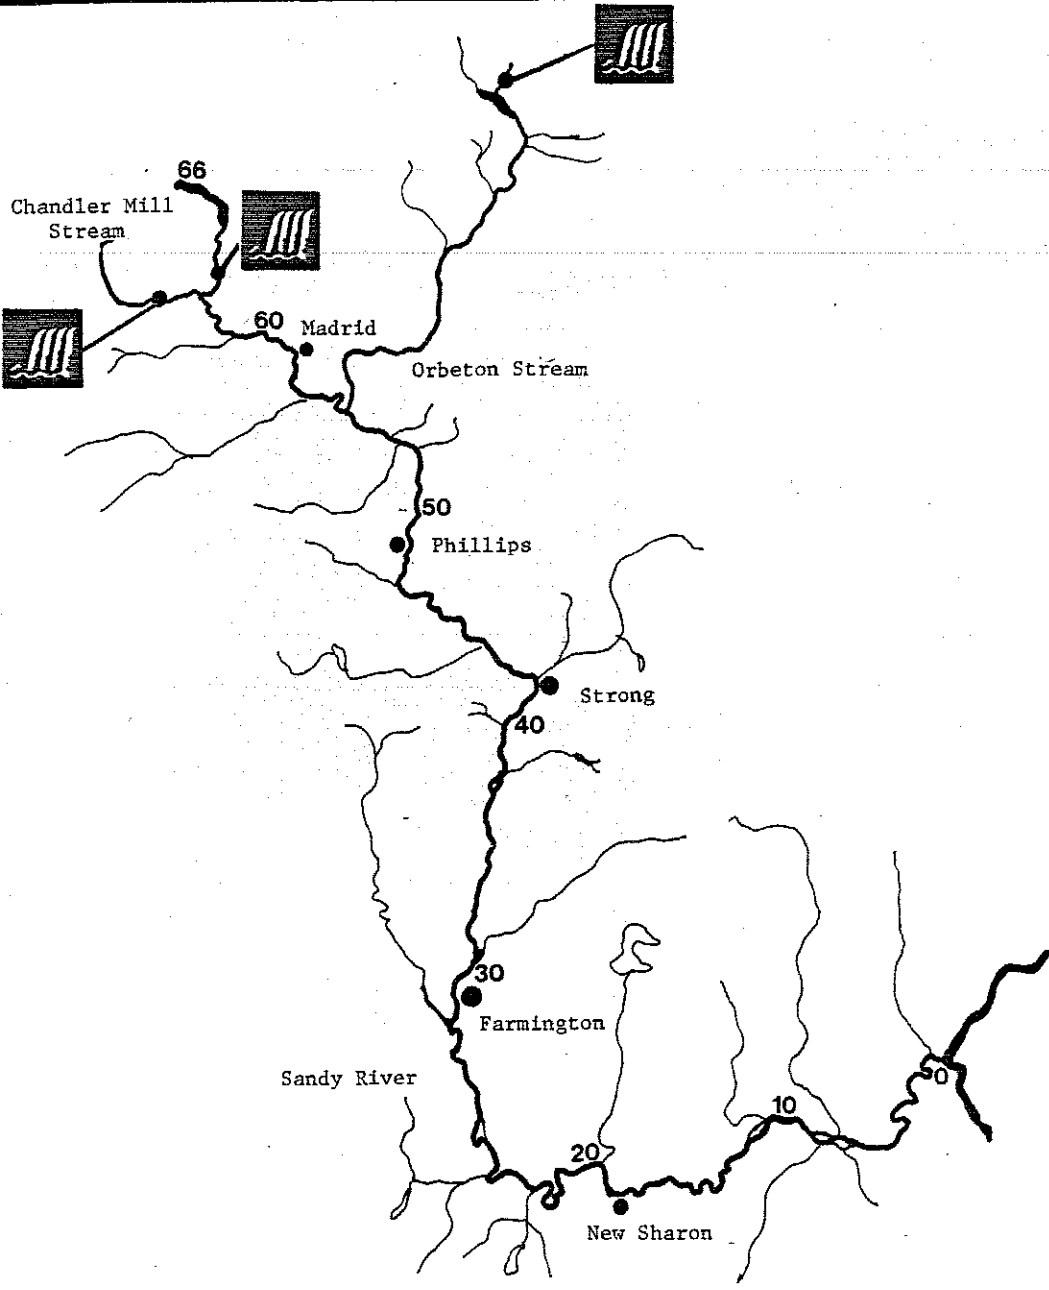 66
Chandler Mill
Stream
60
Madrid
Orbeton Stream
50
Phillips
Strong
40
30
Farmington
Sandy River
0
10
20
New Sharon